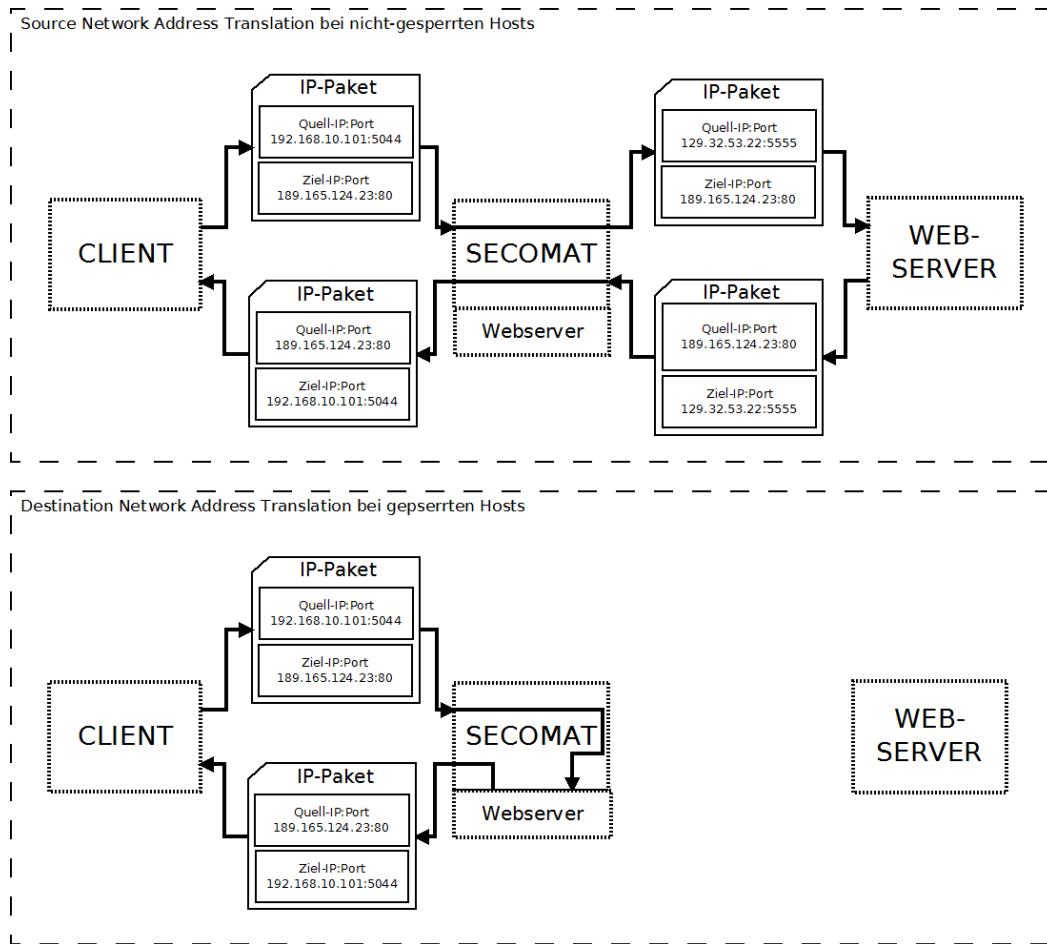 Source Network Address Translation bei nicht-gesperrten Hosts
IP-Paket
Quell-IP:Port
192.168.10.101:5044
Ziel-IP:Port
189.165.124.23:80
IP-Paket
Quell-IP:Port
129.32.53.22:5555
Ziel-IP:Port
189.165.124.23:80
CLIENT
SECOMAT
Webserver
WEB-
SERVER
IP-Paket
Quell-IP:Port
189.165.124.23:80
Ziel-IP:Port
192.168.10.101:5044
IP-Paket
Quell-IP:Port
189.165.124.23:80
Ziel-IP:Port
129.32.53.22:5555
Destination Network Address Translation bei gepserrten Hosts
IP-Paket
Quell-IP:Port
192.168.10.101:5044
Ziel-IP:Port
189.165.124.23:80
CLIENT
SECOMAT
Webserver
WEB-
SERVER
IP-Paket
Quell-IP:Port
189.165.124.23:80
Ziel-IP:Port
192.168.10.101:5044